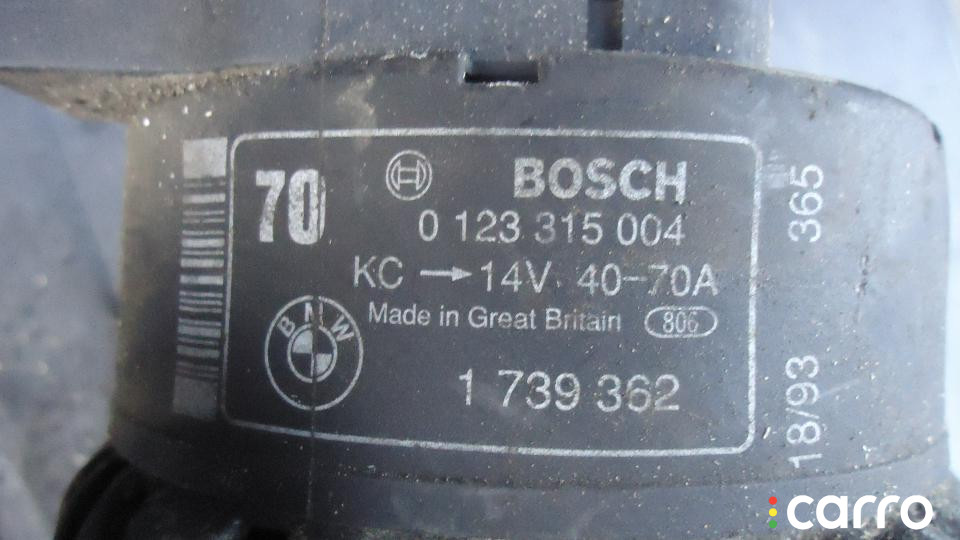 70
BOSCH
0 123 315 004
KC → 14V 40-70A
Made in Great Britain 806
BMW
1 739 362
18/93 365
carro